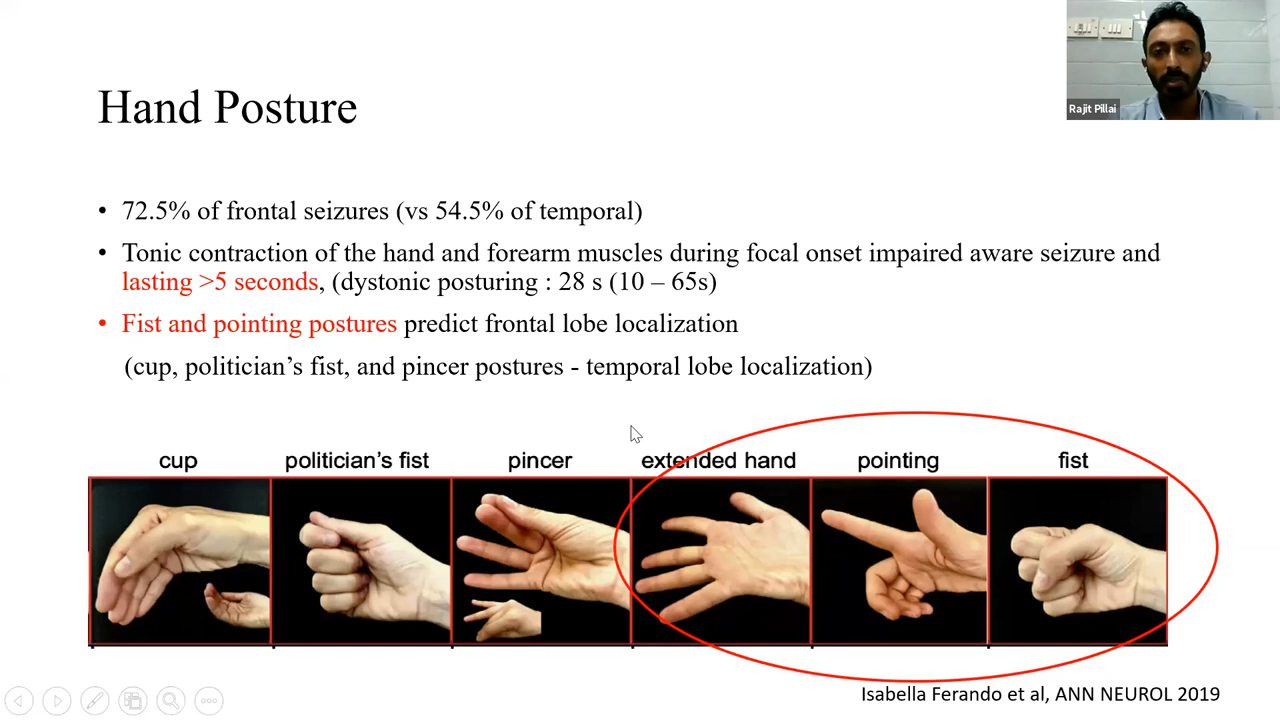 Rajit Pillai
Hand Posture
• 72.5% of frontal seizures (vs 54.5% of temporal)
• Tonic contraction of the hand and forearm muscles during focal onset impaired aware seizure and
lasting >5 seconds, (dystonic posturing : 28 s (10 – 65s)
• Fist and pointing postures predict frontal lobe localization
(cup, politician’s fist, and pincer postures - temporal lobe localization)
cup politician’s fist pincer extended hand pointing fist
Isabella Ferando et al, ANN NEUROL 2019